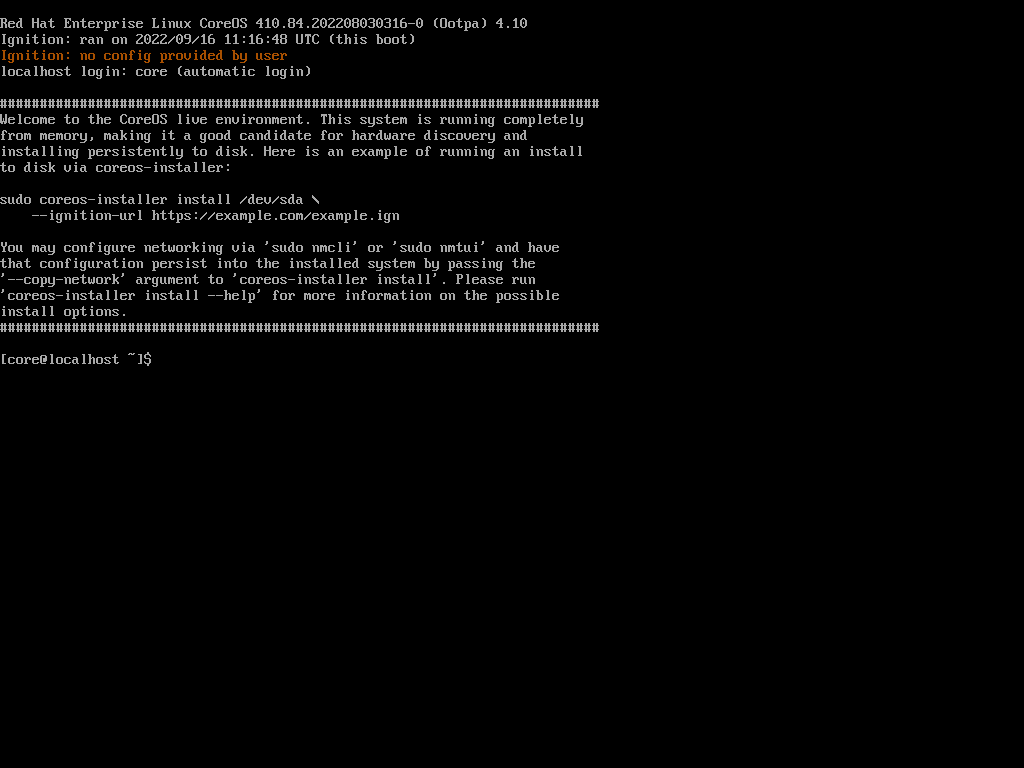 Red Hat Enterprise Linux CoreOS 410.84.202208030316-0 (Ootpa) 4.10
Ignition: ran on 2022/09/16 11:16:48 UTC (this boot)
Ignition: no config provided by user
localhost login: core (automatic login)
###########################################################################
Welcome to the CoreOS live environment. This system is running completely
from memory, making it a good candidate for hardware discovery and
installing persistently to disk. Here is an example of running an install
to disk via coreos-installer:
sudo coreos-installer install /dev/sda \
    --ignition-url https://example.com/example.ign
You may configure networking via 'sudo nmcli' or 'sudo nmtui' and have
that configuration persist into the installed system by passing the
'--copy-network' argument to 'coreos-installer install'. Please run
'coreos-installer install --help' for more information on the possible
install options.
###########################################################################
[core@localhost ~]$